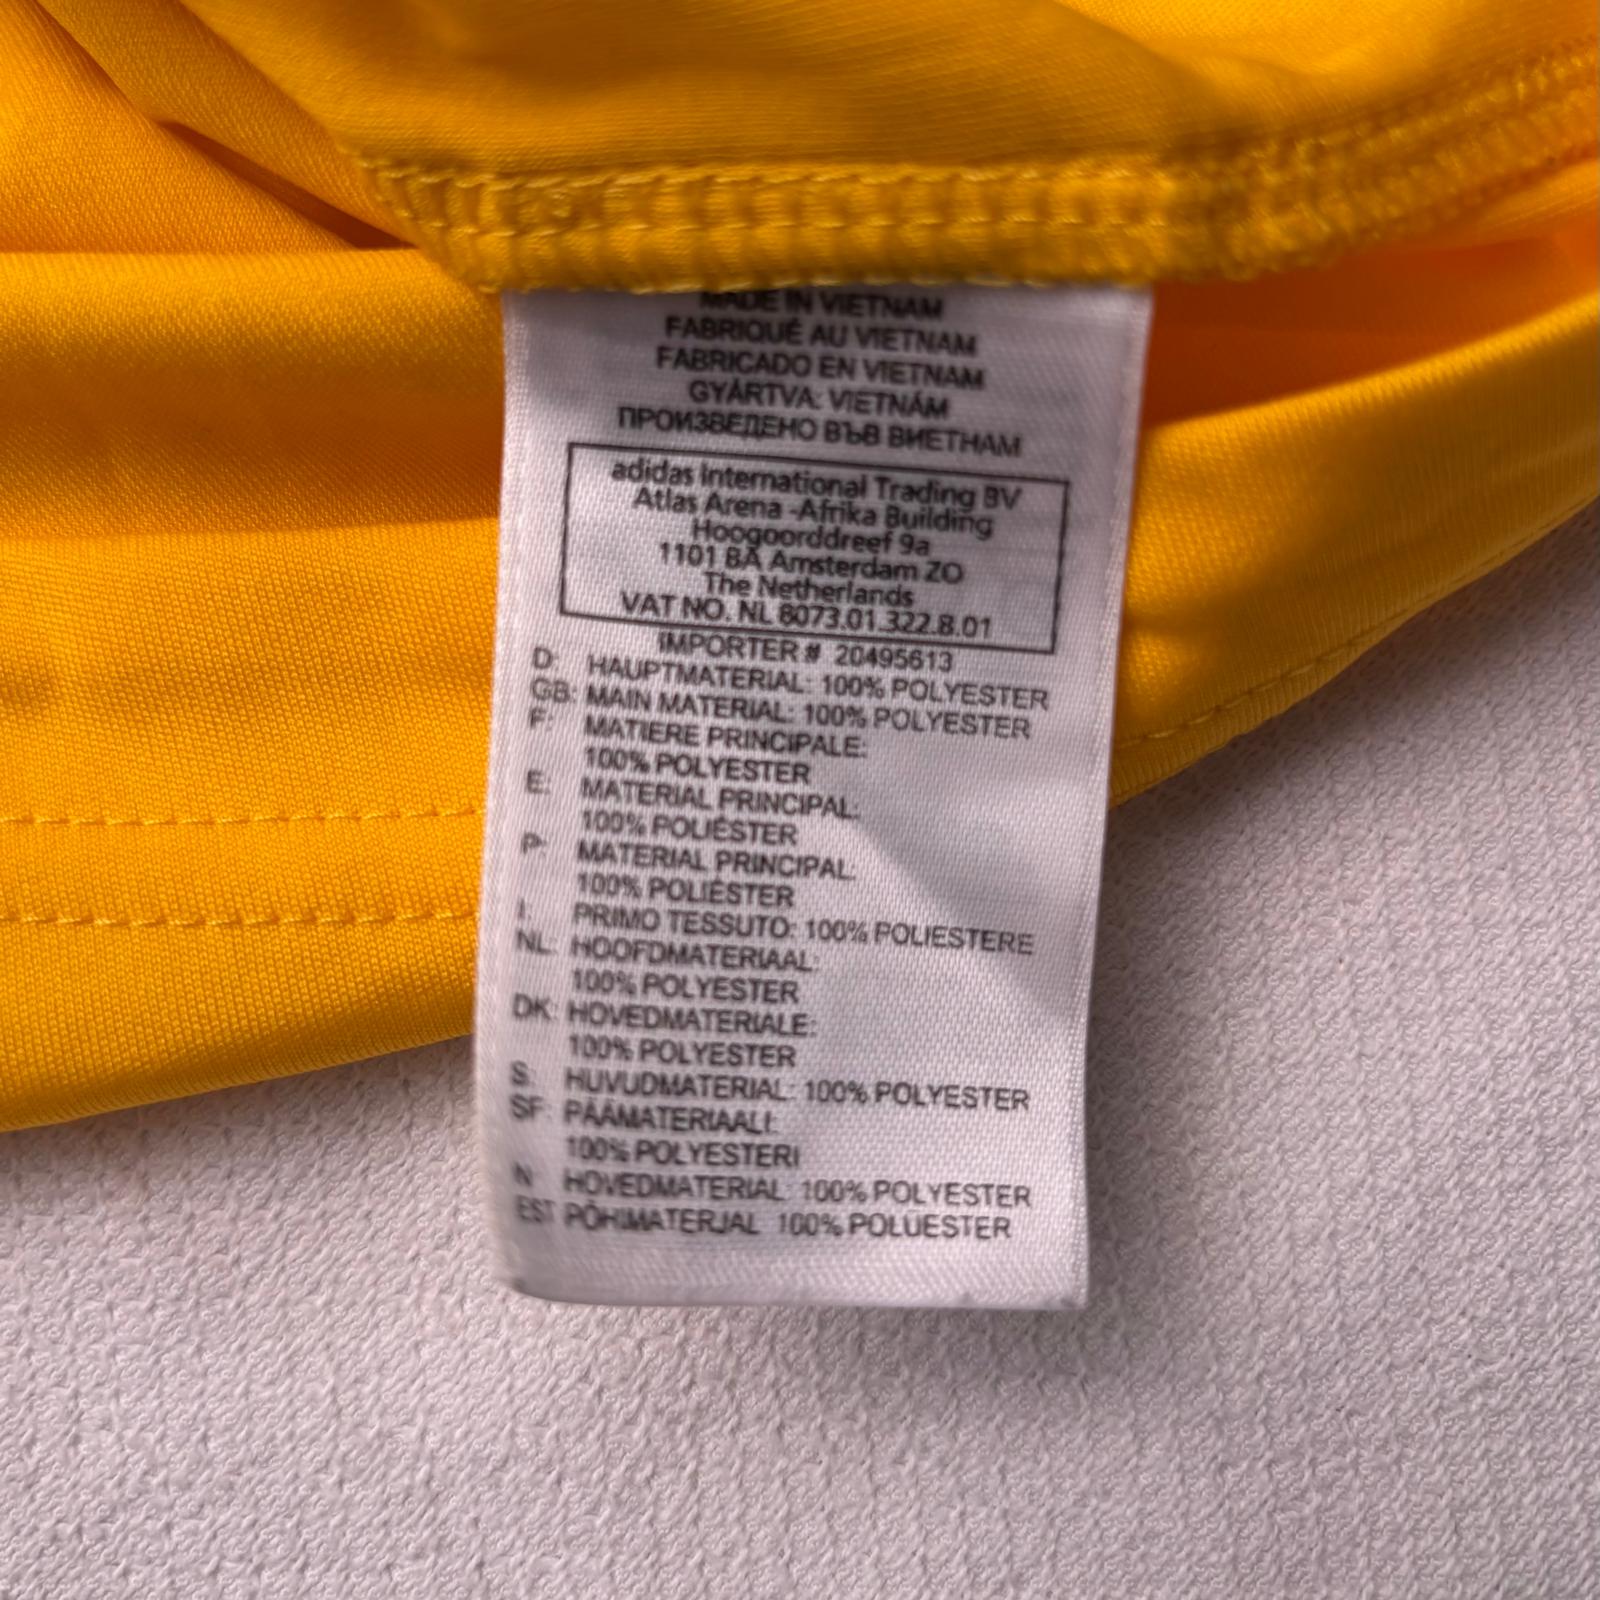 MADE IN VIETNAM
FABRIQUÉ AU VIETNAM
FABRICADO EN VIETNAM
GYÁRTVA: VIETNÁM
ПРОИЗВЕДЕНО ВЪВ ВИЕТНАМ
adidas International Trading BV
Atlas Arena -Afrika Building
Hoogoorddreef 9a
1101 BA Amsterdam ZO
The Netherlands
VAT NO. NL 8073.01.322.B.01
IMPORTER # 20495613
D: HAUPTMATERIAL: 100% POLYESTER
GB: MAIN MATERIAL: 100% POLYESTER
F: MATIERE PRINCIPALE:
100% POLYESTER
E: MATERIAL PRINCIPAL:
100% POLIÉSTER
P: MATERIAL PRINCIPAL:
100% POLIÉSTER
I: PRIMO TESSUTO: 100% POLIESTERE
NL: HOOFDMATERIAAL:
100% POLYESTER
DK: HOVEDMATERIALE:
100% POLYESTER
S: HUVUDMATERIAL: 100% POLYESTER
SF: PÄÄMATERIAALI:
100% POLYESTERI
N: HOVEDMATERIAL: 100% POLYESTER
EST: PÕHIMATERJAL: 100% POLÜESTER